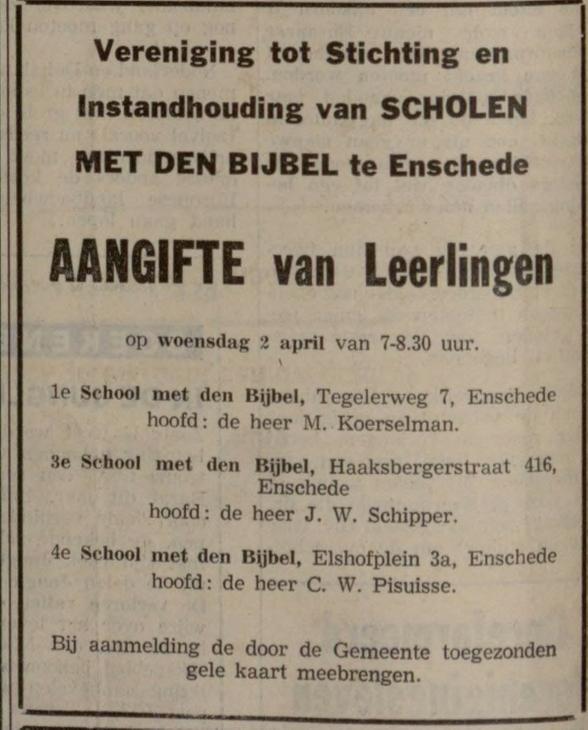 Vereniging tot Stichting en
Instandhouding van SCHOLEN
MET DEN BIJBEL te Enschede
AANGIFTE van Leerlingen
op woensdag 2 april van 7-8.30 uur.
1e School met den Bijbel, Tegelerweg 7, Enschede
hoofd: de heer M. Koerselman.
3e School met den Bijbel, Haaksbergerstraat 416,
Enschede
hoofd: de heer J. W. Schipper.
4e School met den Bijbel, Elshofplein 3a, Enschede
hoofd: de heer C. W. Pisuisse.
Bij aanmelding de door de Gemeente toegezonden
gele kaart meebrengen.